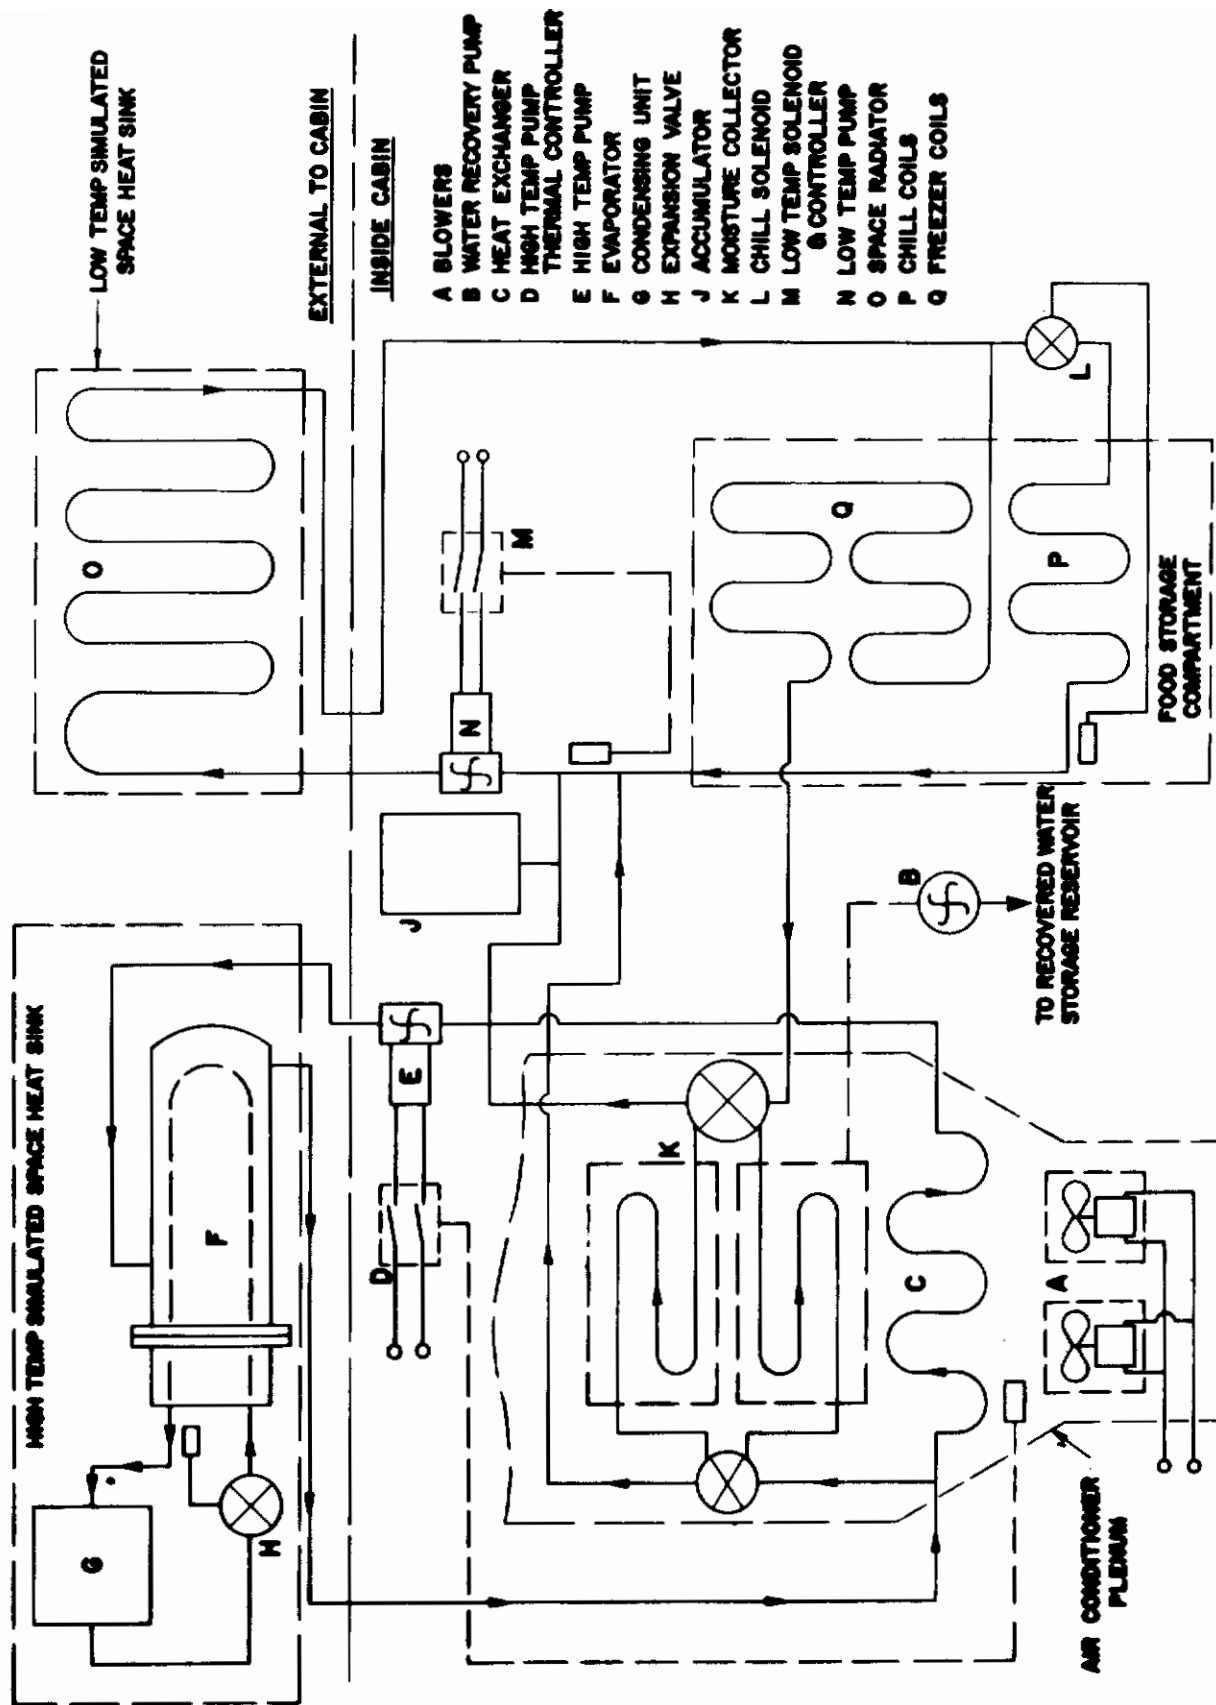 HIGH TEMP SIMULATED SPACE HEAT SINK
LOW TEMP SIMULATED
SPACE HEAT SINK
EXTERNAL TO CABIN
INSIDE CABIN
A BLOWERS
B WATER RECOVERY PUMP
C HEAT EXCHANGER
D HIGH TEMP PUMP
THERMAL CONTROLLER
E HIGH TEMP PUMP
F EVAPORATOR
G CONDENSING UNIT
H EXPANSION VALVE
J ACCUMULATOR
K MOISTURE COLLECTOR
L CHILL SOLENOID
M LOW TEMP SOLENOID
& CONTROLLER
N LOW TEMP PUMP
O SPACE RADIATOR
P CHILL COILS
Q FREEZER COILS
G
H
F
O
D
E
J
N
M
K
C
A
B
Q
P
L
FOOD STORAGE
COMPARTMENT
TO RECOVERED WATER
STORAGE RESERVOIR
AIR CONDITIONER
PLENUM